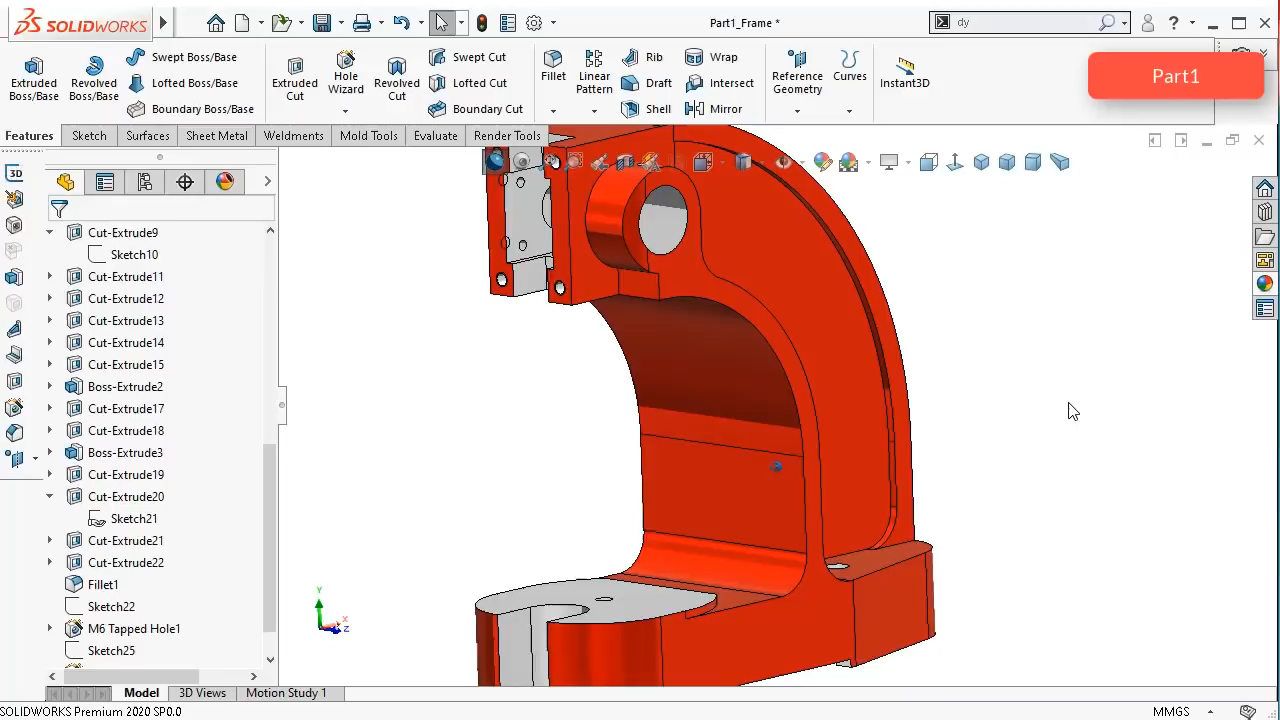 SOLIDWORKS
Part1_Frame *
dy
?
Extruded Boss/Base
Revolved Boss/Base
Swept Boss/Base
Lofted Boss/Base
Boundary Boss/Base
Extruded Cut
Hole Wizard
Revolved Cut
Swept Cut
Lofted Cut
Boundary Cut
Fillet
Linear Pattern
Rib
Draft
Shell
Wrap
Intersect
Mirror
Reference Geometry
Curves
Instant3D
Part1
Features
Sketch
Surfaces
Sheet Metal
Weldments
Mold Tools
Evaluate
Render Tools
3D
Cut-Extrude9
Sketch10
Cut-Extrude11
Cut-Extrude12
Cut-Extrude13
Cut-Extrude14
Cut-Extrude15
Boss-Extrude2
Cut-Extrude17
Cut-Extrude18
Boss-Extrude3
Cut-Extrude19
Cut-Extrude20
Sketch21
Cut-Extrude21
Cut-Extrude22
Fillet1
Sketch22
M6 Tapped Hole1
Sketch25
Y
X
Z
Model
3D Views
Motion Study 1
SOLIDWORKS Premium 2020 SP0.0
MMGS